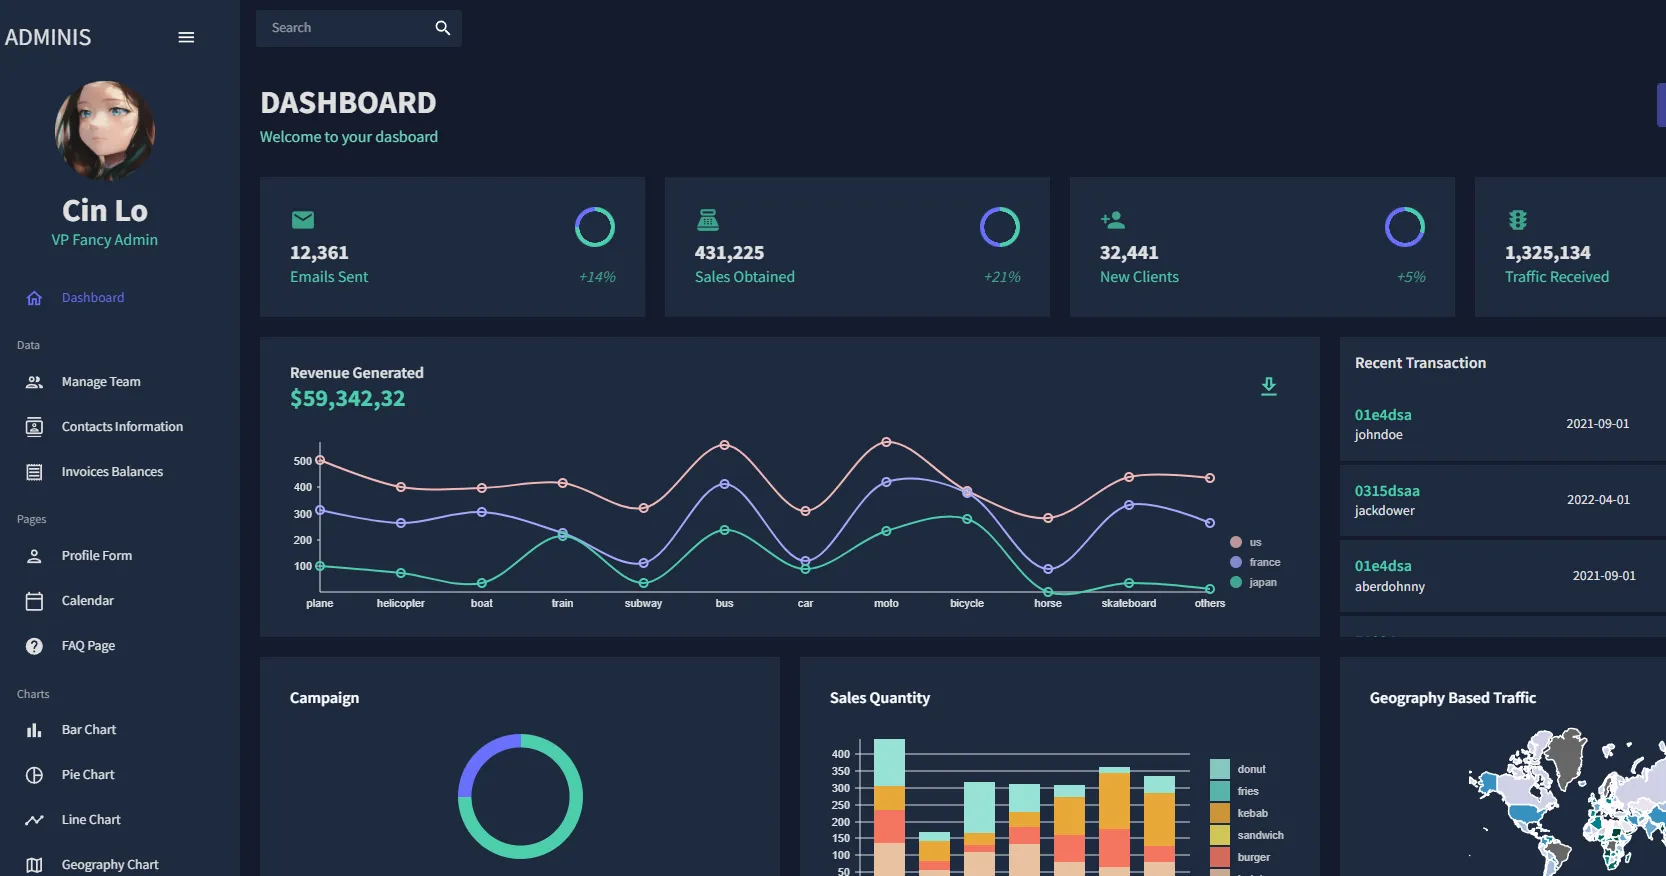 ADMINIS
Search
Cin Lo
VP Fancy Admin
Dashboard
Data
Manage Team
Contacts Information
Invoices Balances
Pages
Profile Form
Calendar
FAQ Page
Charts
Bar Chart
Pie Chart
Line Chart
Geography Chart
DASHBOARD
Welcome to your dasboard
12,361
Emails Sent
+14%
431,225
Sales Obtained
+21%
32,441
New Clients
+5%
1,325,134
Traffic Received
Revenue Generated
$59,342,32
500
400
300
200
100
plane helicopter boat train subway bus car moto bicycle horse skateboard others
us
france
japan
Recent Transaction
01e4dsa
johndoe
2021-09-01
0315dsaa
jackdower
2022-04-01
01e4dsa
aberdohnny
2021-09-01
Campaign
Sales Quantity
400
350
300
250
200
150
100
50
donut
fries
kebab
sandwich
burger
Geography Based Traffic